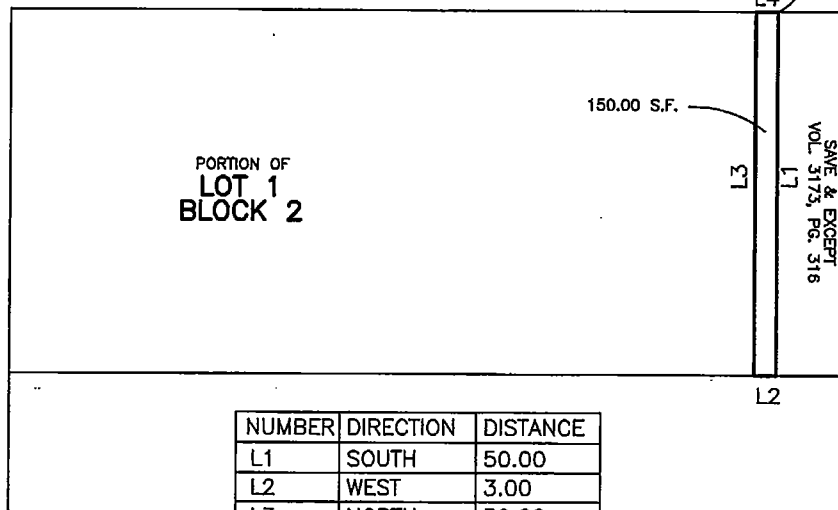 L4
150.00 S.F.
PORTION OF
LOT 1
BLOCK 2
L3
L1
SAVE & EXCEPT
VOL. 3173, PG. 316
L2
NUMBER DIRECTION DISTANCE
L1 SOUTH 50.00
L2 WEST 3.00